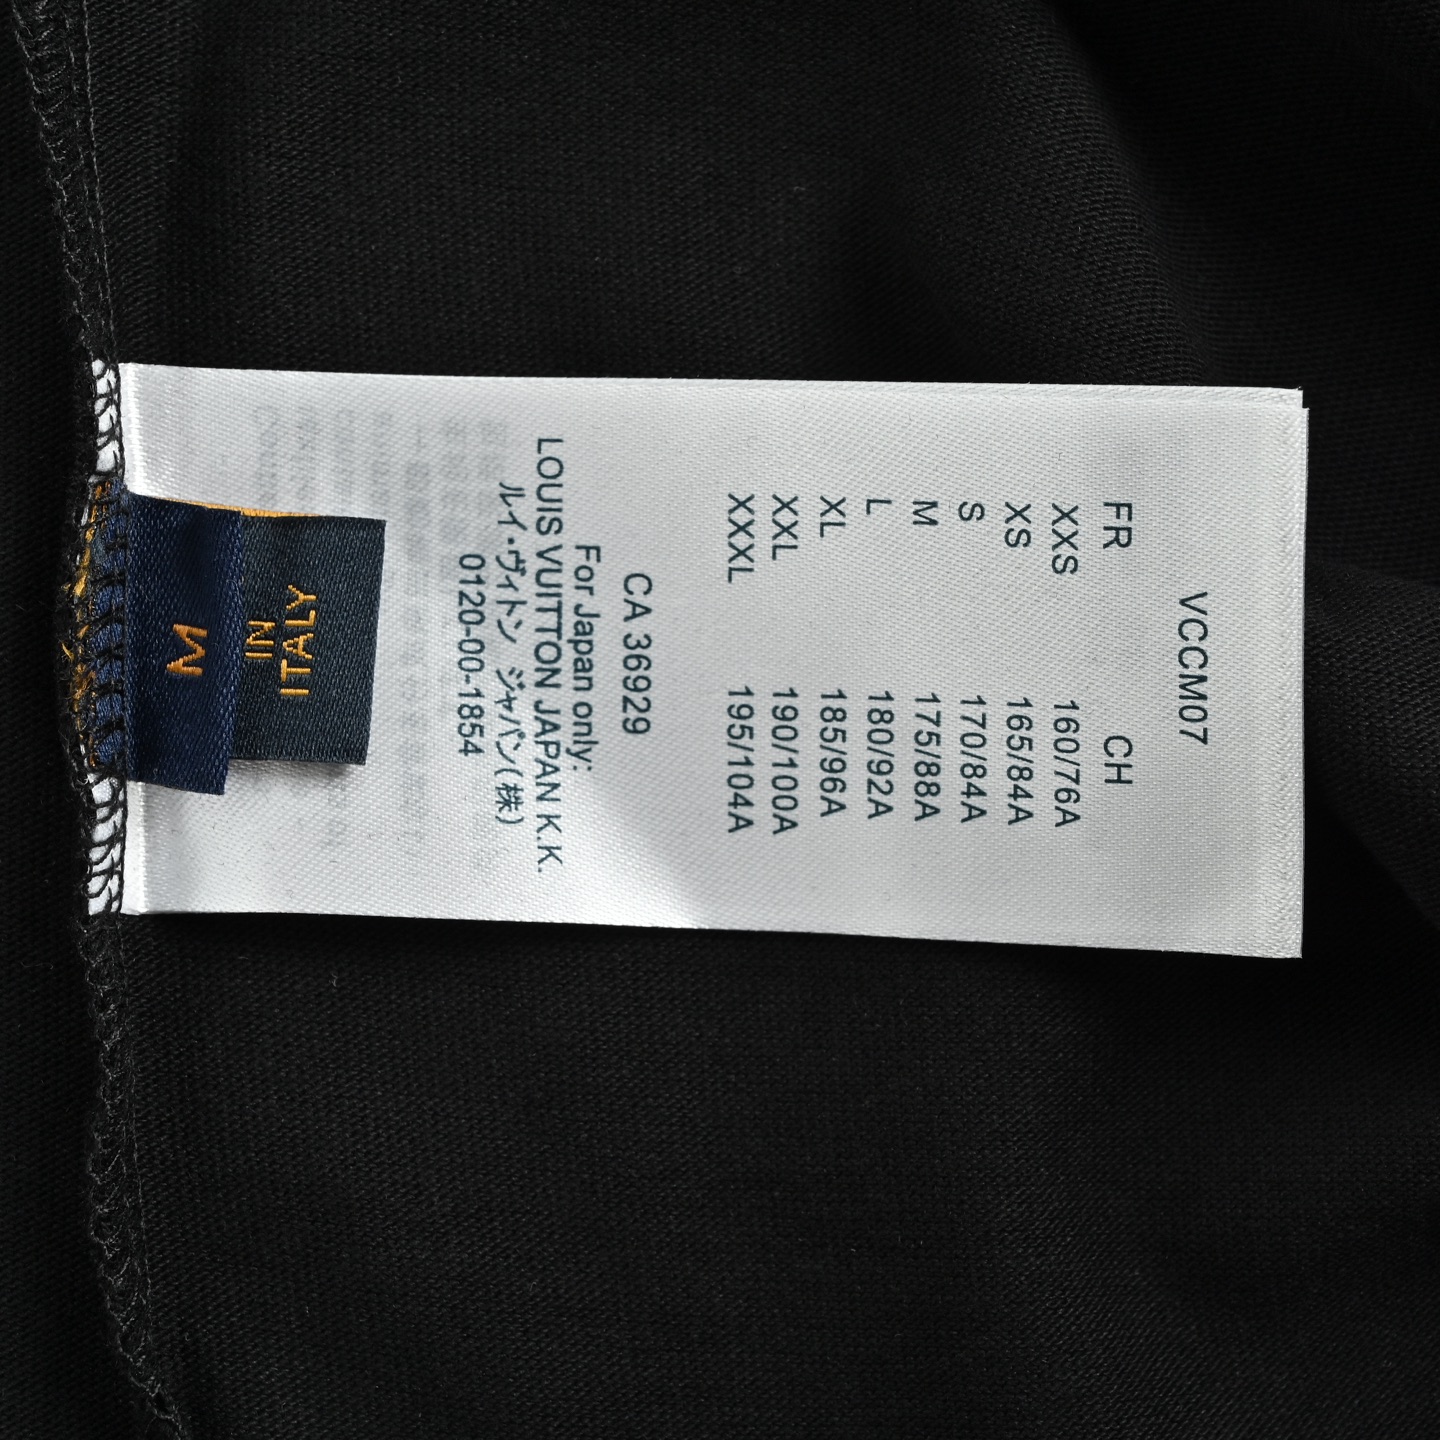 VCCM07
FR CH
XXS 160/76A
XS 165/84A
S 170/84A
M 175/88A
L 180/92A
XL 185/96A
XXL 190/100A
XXXL 195/104A
CA 36929
For Japan only:
LOUIS VUITTON JAPAN K.K.
ルイ・ヴィトン ジャパン(株)
0120-00-1854
M
IN
ITALY